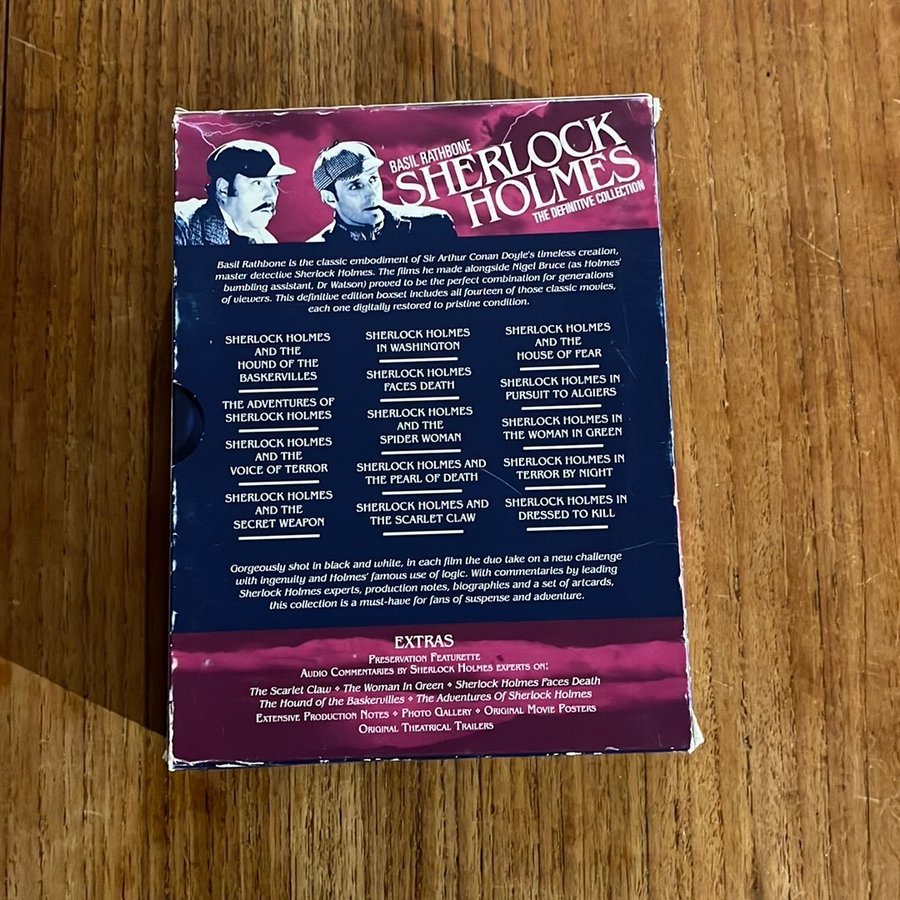 BASIL RATHBONE
SHERLOCK
HOLMES
THE DEFINITIVE COLLECTION
Basil Rathbone is the classic embodiment of Sir Arthur Conan Doyle's timeless creation,
master detective Sherlock Holmes. The films he made alongside Nigel Bruce (as Holmes'
bumbling assistant, Dr Watson) proved to be the perfect combination for generations
of viewers. This definitive edition boxset includes all fourteen of those classic movies,
each one digitally restored to pristine condition.
SHERLOCK HOLMES
AND THE
HOUND OF THE
BASKERVILLES
THE ADVENTURES OF
SHERLOCK HOLMES
SHERLOCK HOLMES
AND THE
VOICE OF TERROR
SHERLOCK HOLMES
AND THE
SECRET WEAPON
SHERLOCK HOLMES
IN WASHINGTON
SHERLOCK HOLMES
FACES DEATH
SHERLOCK HOLMES
AND THE
SPIDER WOMAN
SHERLOCK HOLMES AND
THE PEARL OF DEATH
SHERLOCK HOLMES AND
THE SCARLET CLAW
SHERLOCK HOLMES
AND THE
HOUSE OF FEAR
SHERLOCK HOLMES IN
PURSUIT TO ALGIERS
SHERLOCK HOLMES IN
THE WOMAN IN GREEN
SHERLOCK HOLMES IN
TERROR BY NIGHT
SHERLOCK HOLMES IN
DRESSED TO KILL
Gorgeously shot in black and white, in each film the duo take on a new challenge
with ingenuity and Holmes' famous use of logic. With commentaries by leading
Sherlock Holmes experts, production notes, biographies and a set of artcards,
this collection is a must-have for fans of suspense and adventure.
EXTRAS
PRESERVATION FEATURETTE
AUDIO COMMENTARIES BY SHERLOCK HOLMES EXPERTS ON:
The Scarlet Claw ❖ The Woman In Green ❖ Sherlock Holmes Faces Death
The Hound of the Baskervilles ❖ The Adventures Of Sherlock Holmes
EXTENSIVE PRODUCTION NOTES ❖ PHOTO GALLERY ❖ ORIGINAL MOVIE POSTERS
ORIGINAL THEATRICAL TRAILERS